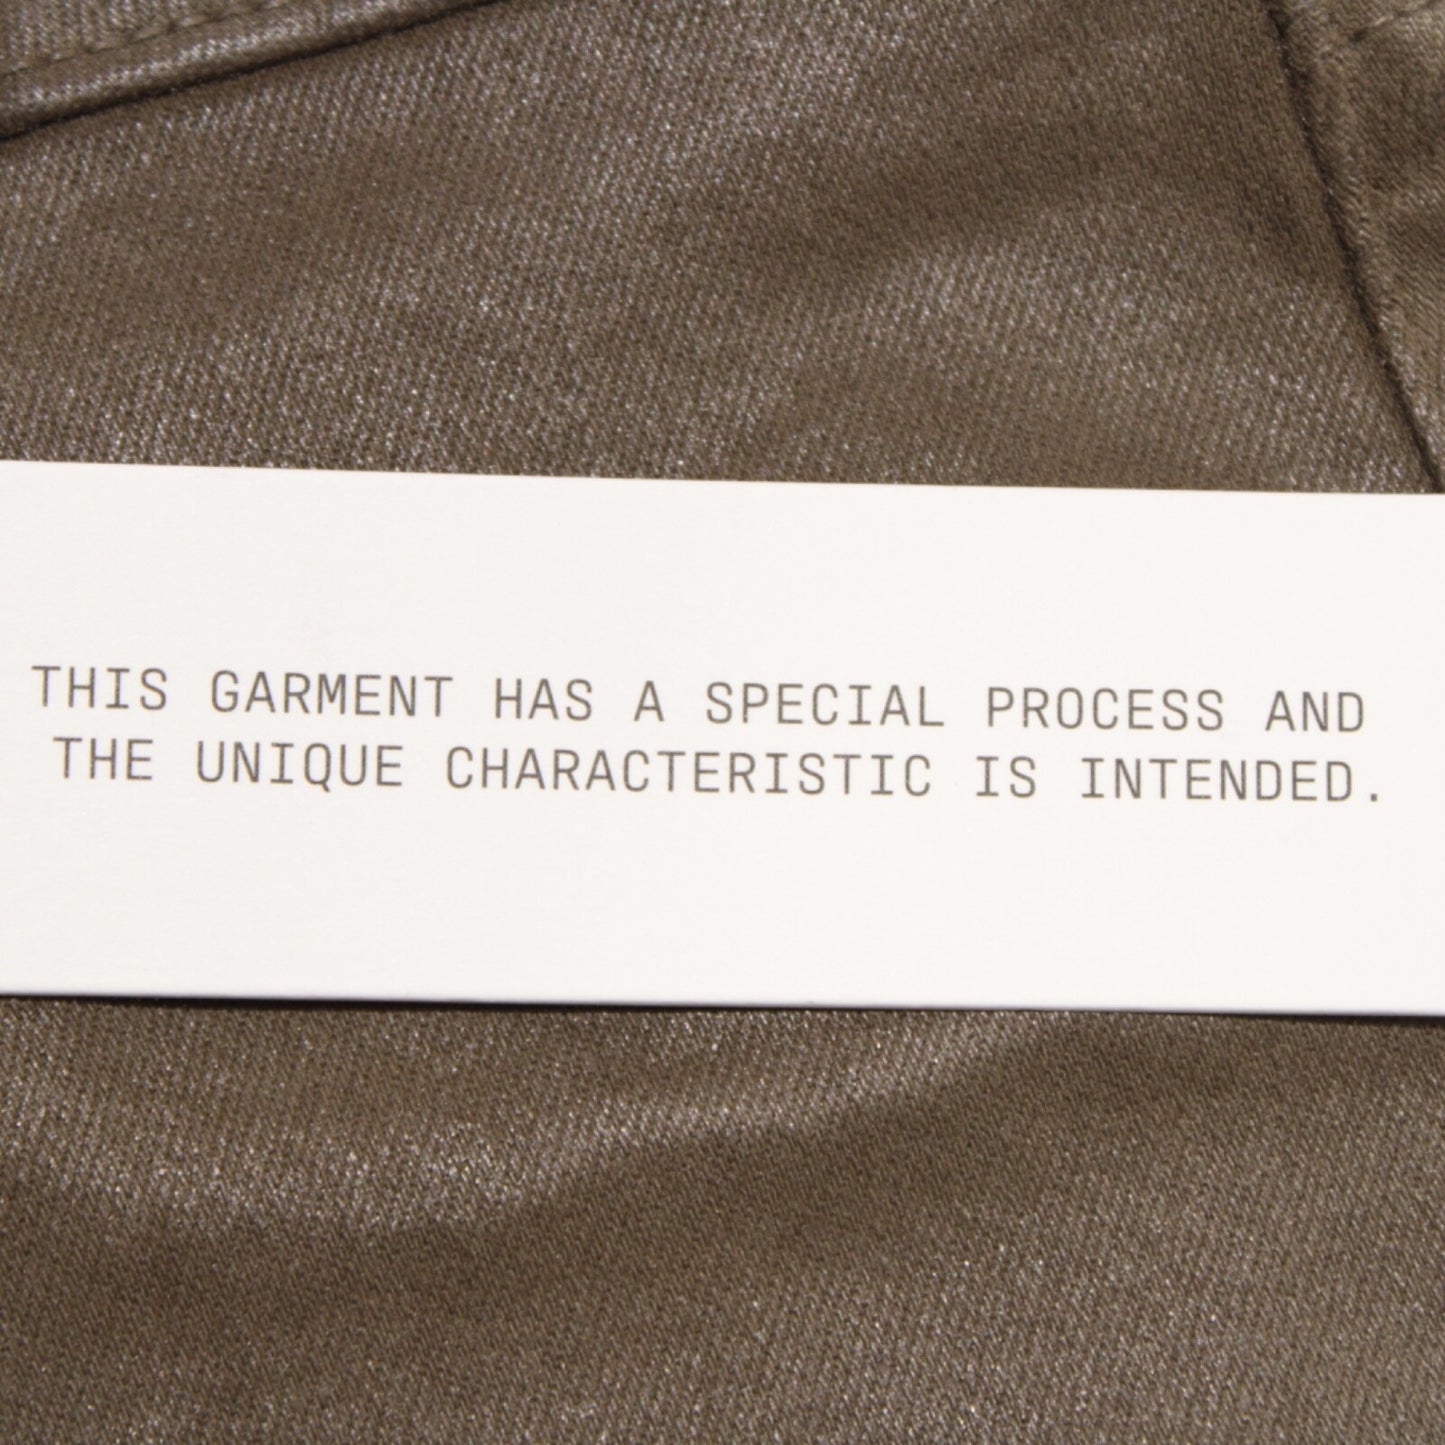 THIS GARMENT HAS A SPECIAL PROCESS AND
THE UNIQUE CHARACTERISTIC IS INTENDED.